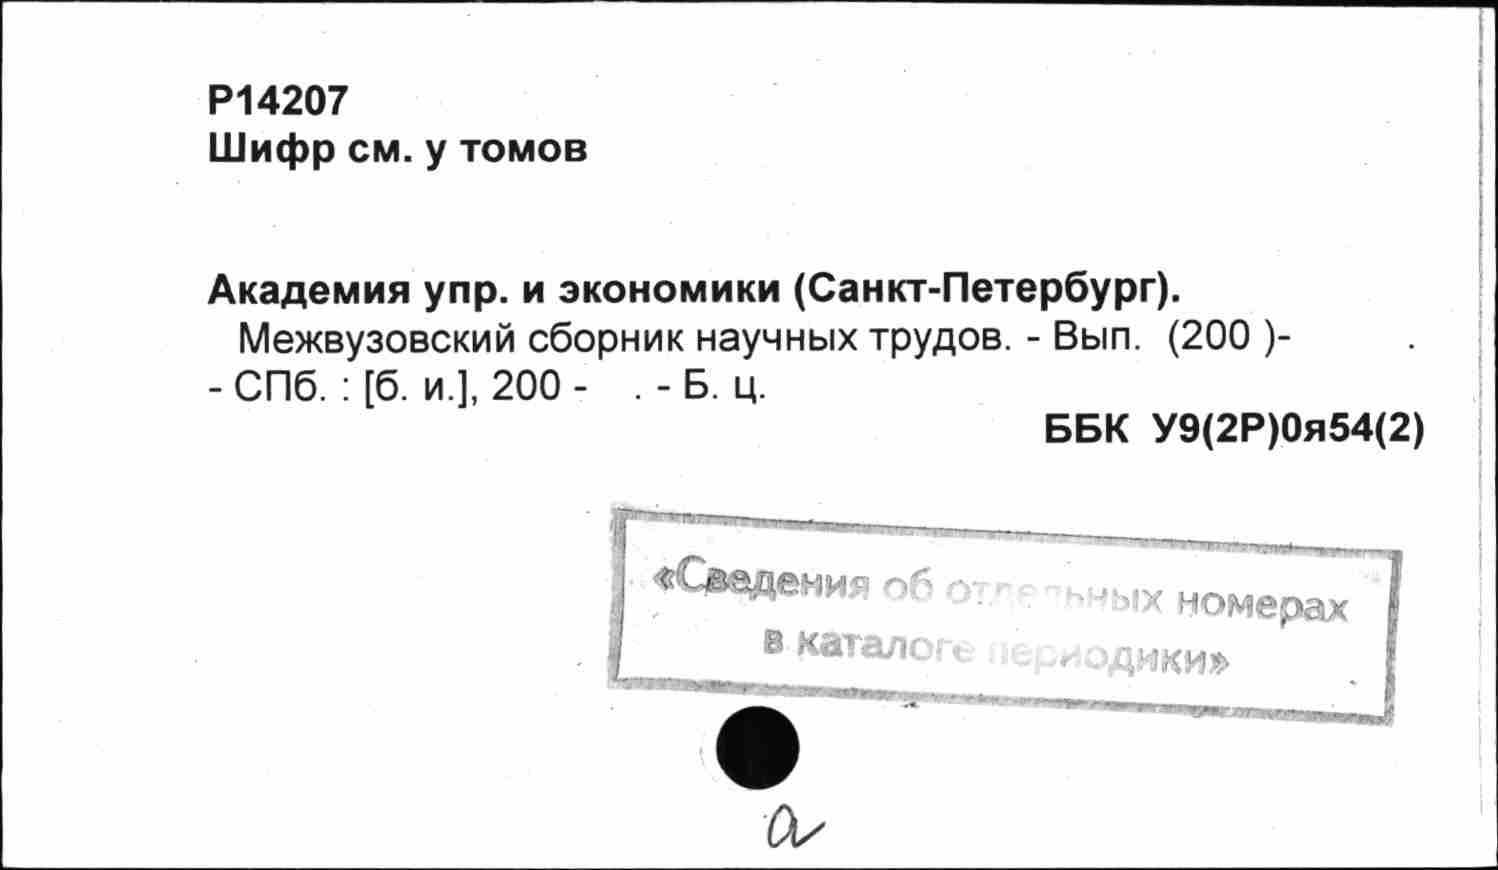 Р14207
Шифр см. у томов
Академия упр. и экономики (Санкт-Петербург).
Межвузовский сборник научных трудов. - Вып. (200 )- .
- СПб. : [б. и.], 200 - . - Б. ц.
ББК У9(2Р)0я54(2)
«Сведения об отдельных номерах
в каталоге периодики»
а